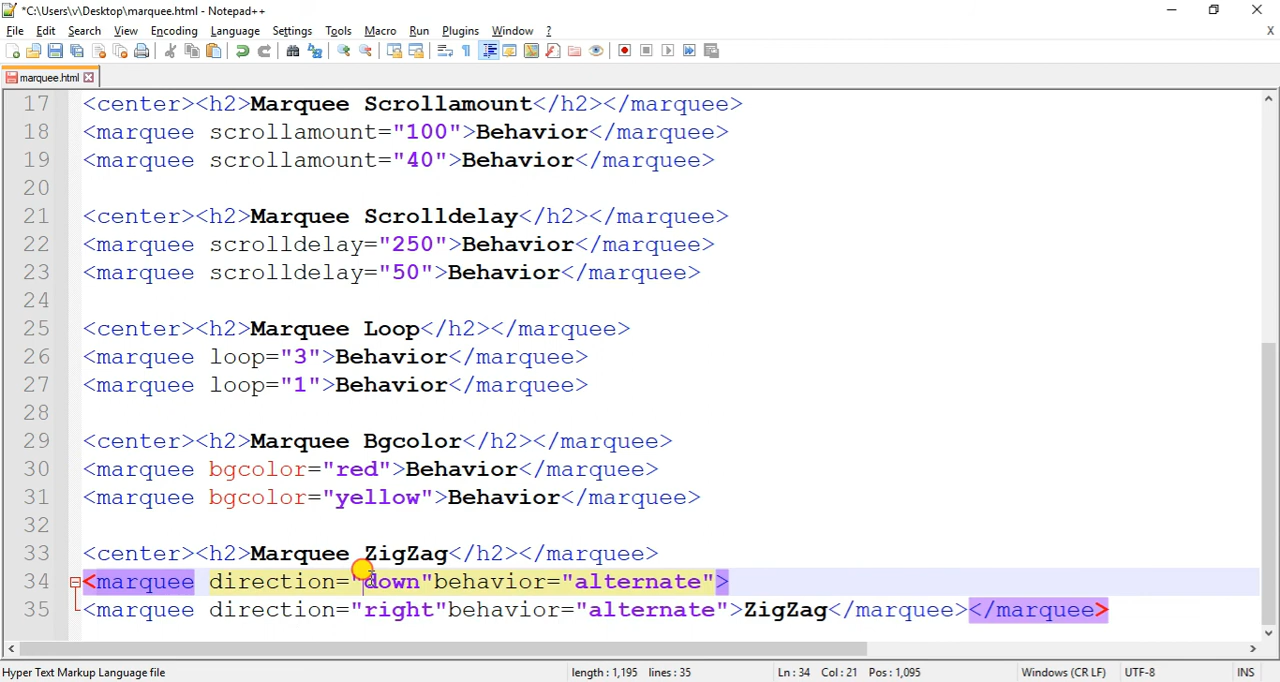 *C:\Users\v\Desktop\marquee.html - Notepad++
File Edit Search View Encoding Language Settings Tools Macro Run Plugins Window ? X
marquee.html
17 <center><h2>Marquee Scrollamount</h2></marquee>
18 <marquee scrollamount="100">Behavior</marquee>
19 <marquee scrollamount="40">Behavior</marquee>
20
21 <center><h2>Marquee Scrolldelay</h2></marquee>
22 <marquee scrolldelay="250">Behavior</marquee>
23 <marquee scrolldelay="50">Behavior</marquee>
24
25 <center><h2>Marquee Loop</h2></marquee>
26 <marquee loop="3">Behavior</marquee>
27 <marquee loop="1">Behavior</marquee>
28
29 <center><h2>Marquee Bgcolor</h2></marquee>
30 <marquee bgcolor="red">Behavior</marquee>
31 <marquee bgcolor="yellow">Behavior</marquee>
32
33 <center><h2>Marquee ZigZag</h2></marquee>
34 <marquee direction="down"behavior="alternate">
35 <marquee direction="right"behavior="alternate">ZigZag</marquee></marquee>
Hyper Text Markup Language file length : 1,195 lines : 35 Ln : 34 Col : 21 Pos : 1,095 Windows (CR LF) UTF-8 INS